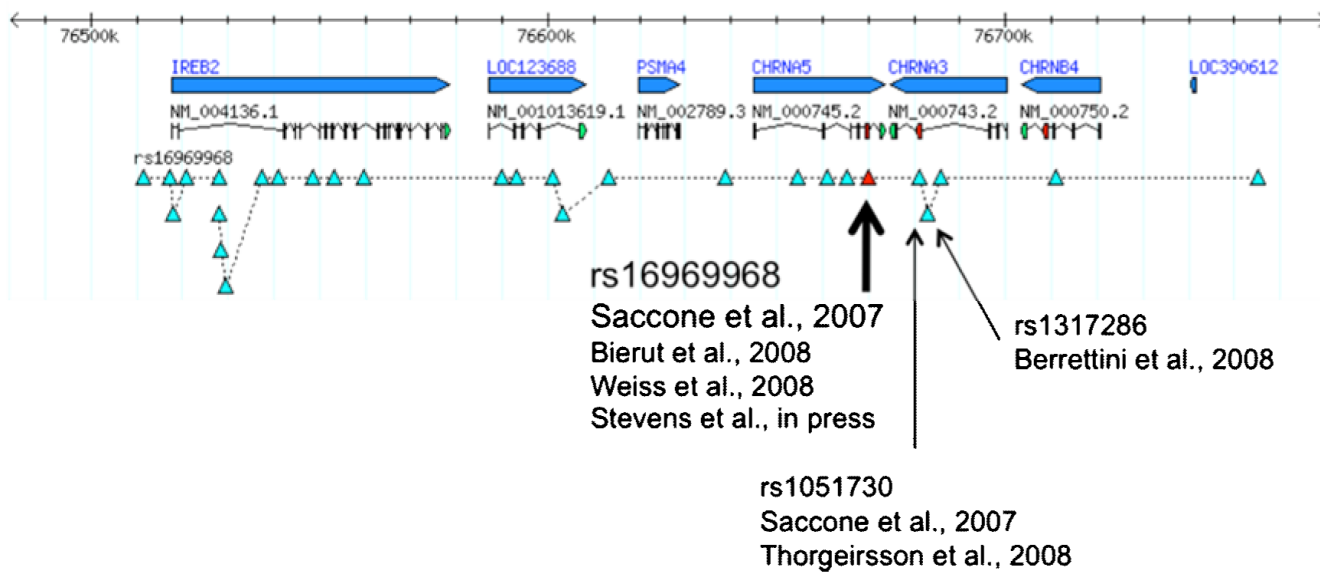 76500k 76600k 76700k
IREB2 LOC123688 PSMA4 CHRNA5 CHRNA3 CHRNB4 LOC390612
NM_004136.1 NM_001013619.1 NM_002789.3 NM_000745.2 NM_000743.2 NM_000750.2
rs16969968
rs16969968
Saccone et al., 2007
Bierut et al., 2008
Weiss et al., 2008
Stevens et al., in press
rs1317286
Berrettini et al., 2008
rs1051730
Saccone et al., 2007
Thorgeirsson et al., 2008